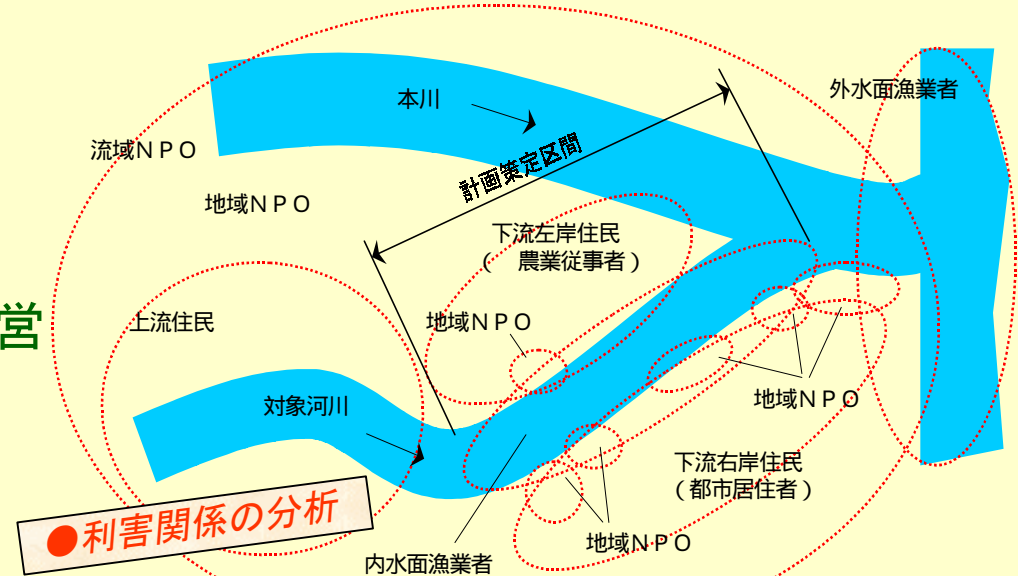 本川
外水面漁業者
流域ＮＰＯ
計画策定区間
地域ＮＰＯ
下流左岸住民
（　農業従事者）
営
上流住民
地域ＮＰＯ
対象河川
地域ＮＰＯ
下流右岸住民
（都市居住者）
●利害関係の分析
地域ＮＰＯ
内水面漁業者